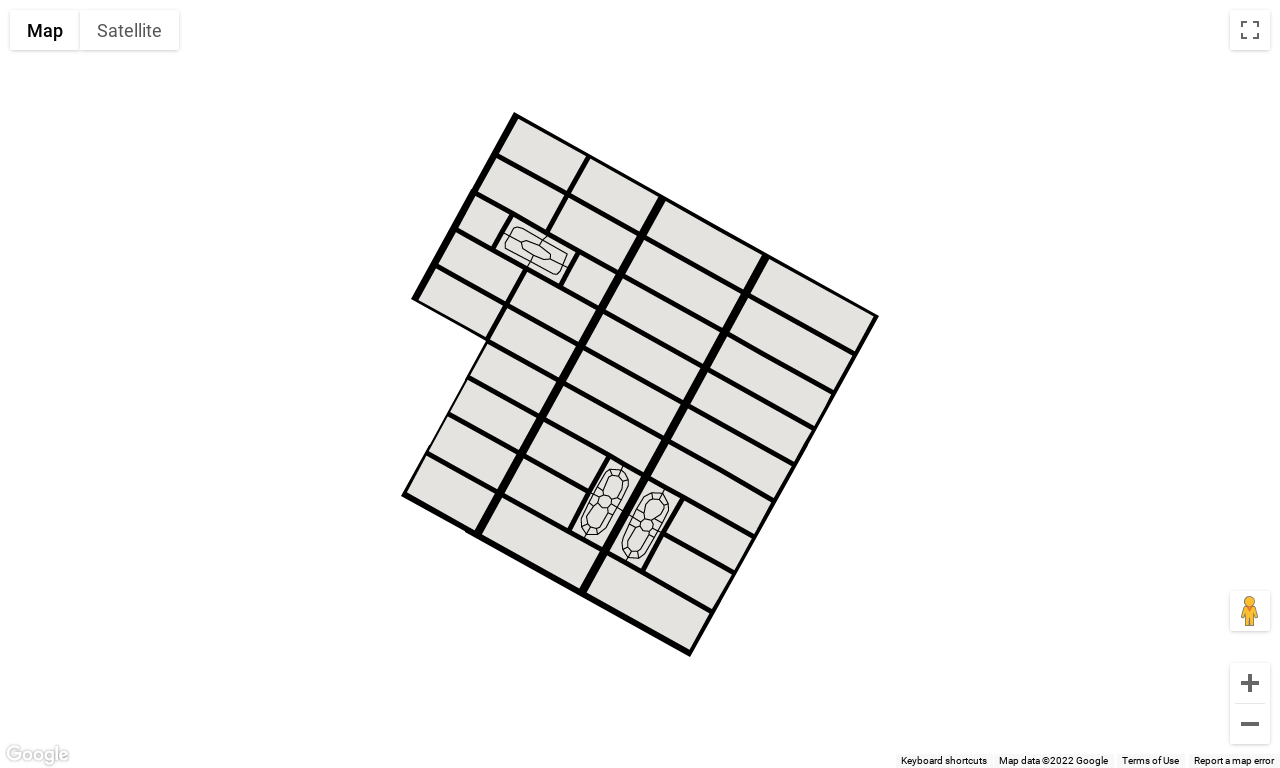 Map Satellite
Google
Keyboard shortcuts Map data ©2022 Google Terms of Use Report a map error